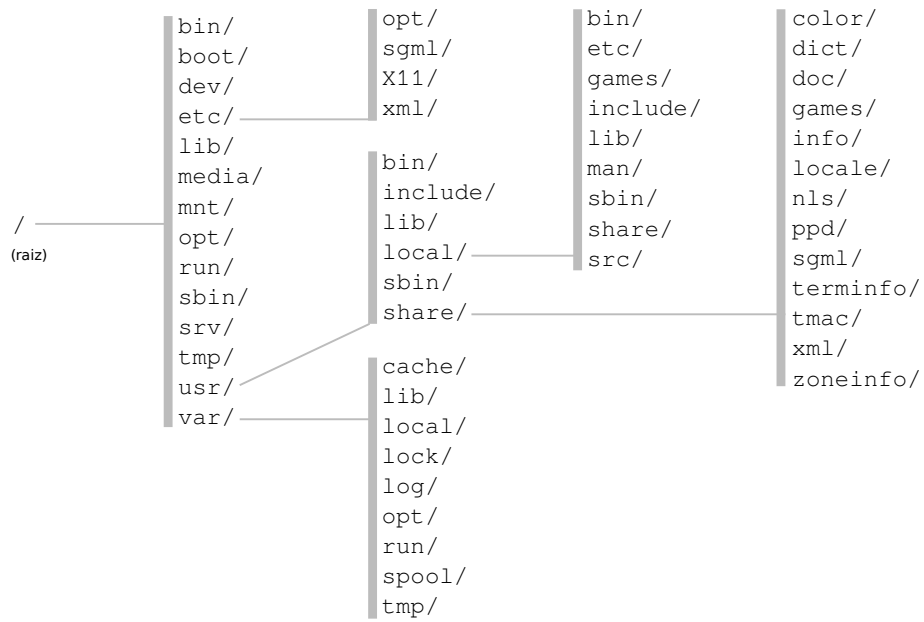 /
(raiz)
bin/
boot/
dev/
etc/
lib/
media/
mnt/
opt/
run/
sbin/
srv/
tmp/
usr/
var/
opt/
sgml/
X11/
xml/
bin/
include/
lib/
local/
sbin/
share/
cache/
lib/
local/
lock/
log/
opt/
run/
spool/
tmp/
bin/
etc/
games/
include/
lib/
man/
sbin/
share/
src/
color/
dict/
doc/
games/
info/
locale/
nls/
ppd/
sgml/
terminfo/
tmac/
xml/
zoneinfo/